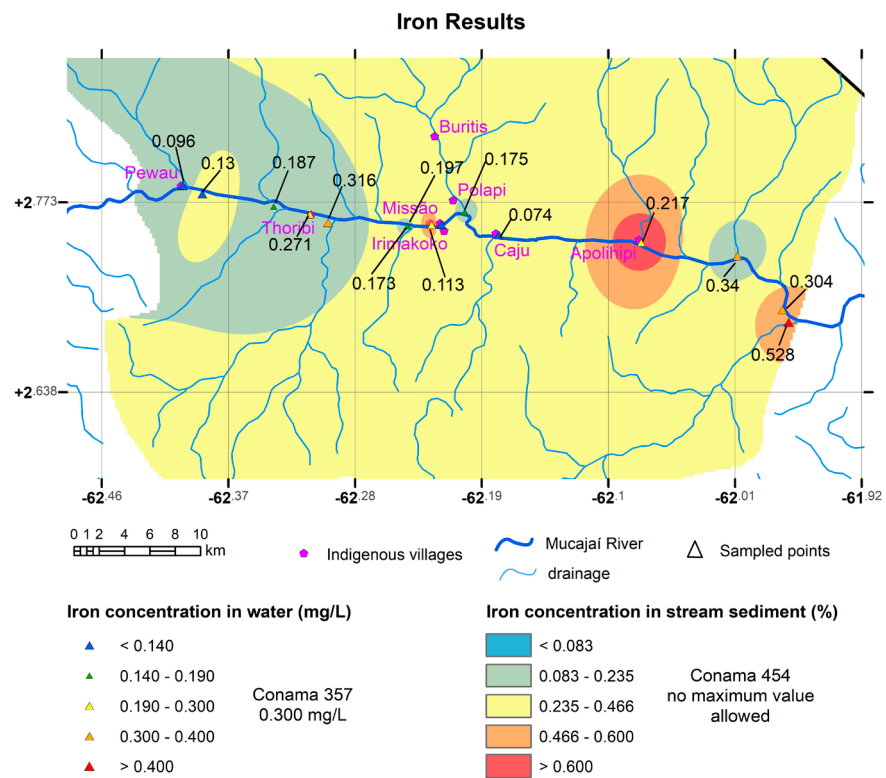 Iron Results
Buritis
0.096
0.13
0.187
0.197
0.175
Pewau
0.316
Polapi
+2.773
Missão
0.217
Thoribi
0.271
Irimakoko
0.074
Caju
Apolihipi
0.173
0.113
0.34
0.304
0.528
+2.638
-62.46
-62.37
-62.28
-62.19
-62.1
-62.01
-61.92
0 1 2 4 6 8 10
km
Indigenous villages
Mucajaí River
drainage
Sampled points
Iron concentration in water (mg/L)
< 0.140
0.140 - 0.190
0.190 - 0.300
0.300 - 0.400
> 0.400
Conama 357
0.300 mg/L
Iron concentration in stream sediment (%)
< 0.083
0.083 - 0.235
0.235 - 0.466
0.466 - 0.600
> 0.600
Conama 454
no maximum value
allowed